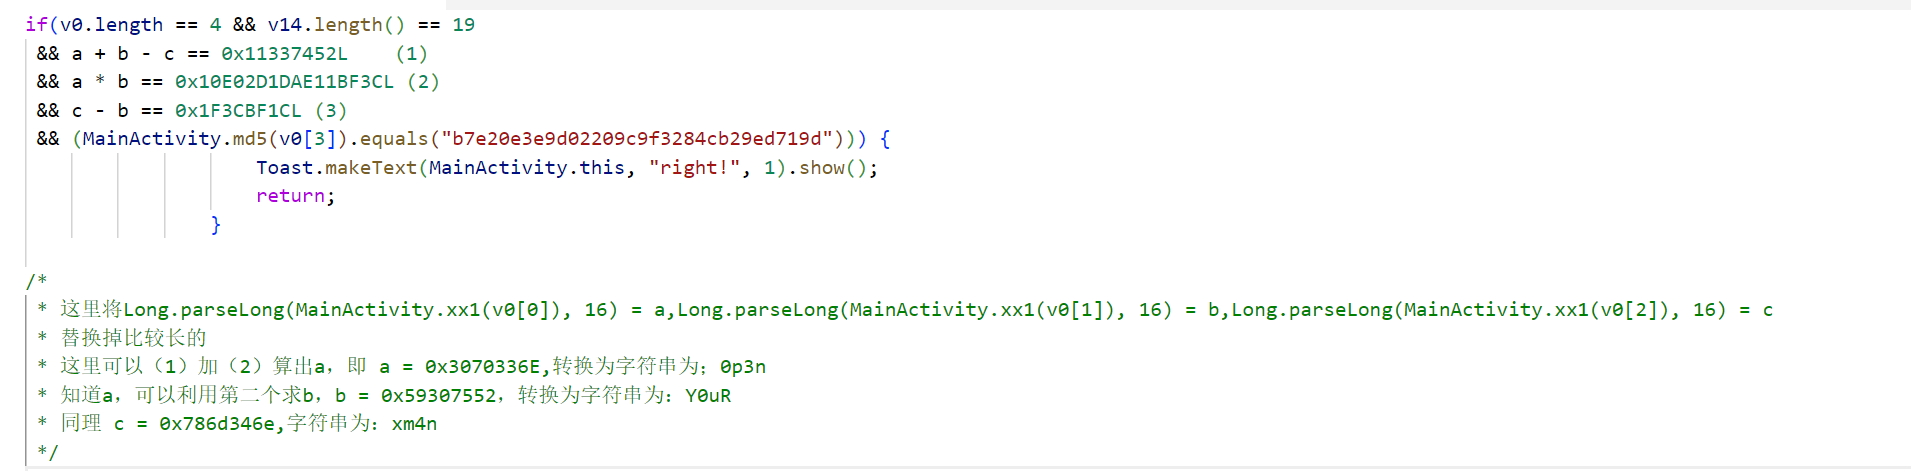 if(v0.length == 4 && v14.length() == 19
&& a + b - c == 0x11337452L    (1)
&& a * b == 0x10E02D1DAE11BF3CL (2)
&& c - b == 0x1F3CBF1CL (3)
&& (MainActivity.md5(v0[3]).equals("b7e20e3e9d02209c9f3284cb29ed719d"))) {
Toast.makeText(MainActivity.this, "right!", 1).show();
return;
}
/*
* 这里将Long.parseLong(MainActivity.xx1(v0[0]), 16) = a,Long.parseLong(MainActivity.xx1(v0[1]), 16) = b,Long.parseLong(MainActivity.xx1(v0[2]), 16) = c
* 替换掉比较长的
* 这里可以（1）加（2）算出a，即 a = 0x3070336E,转换为字符串为；0p3n
* 知道a，可以利用第二个求b，b = 0x59307552，转换为字符串为：Y0uR
* 同理 c = 0x786d346e,字符串为：xm4n
*/